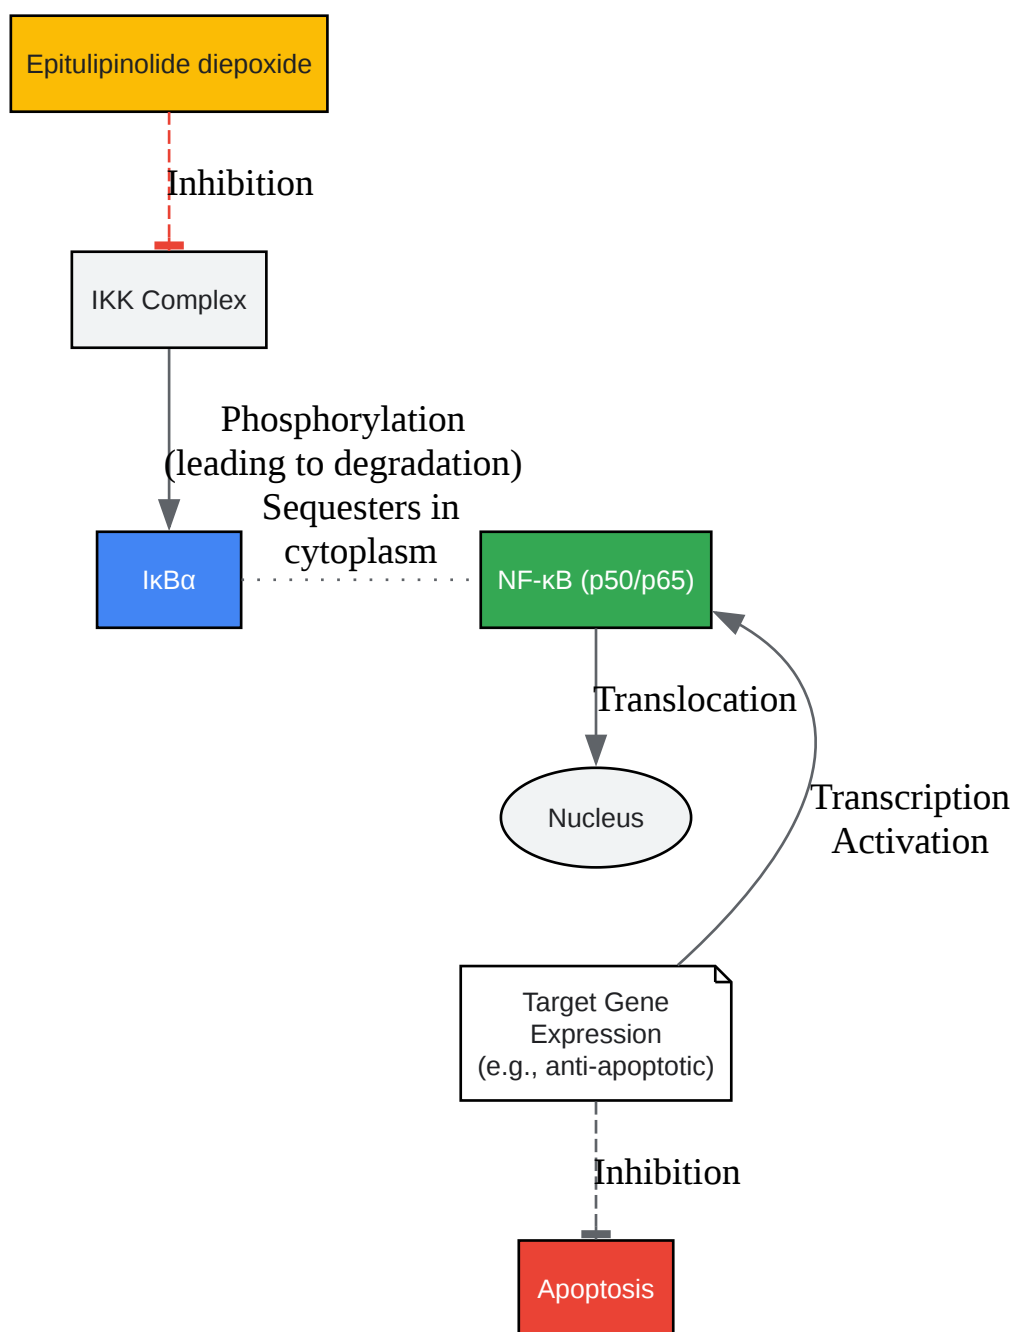 Epitulipinolide diepoxide
Inhibition
IKK Complex
Phosphorylation
(leading to degradation)
Sequesters in
cytoplasm
IκBα
NF-κB (p50/p65)
Translocation
Nucleus
Transcription
Activation
Target Gene
Expression
(e.g., anti-apoptotic)
Inhibition
Apoptosis